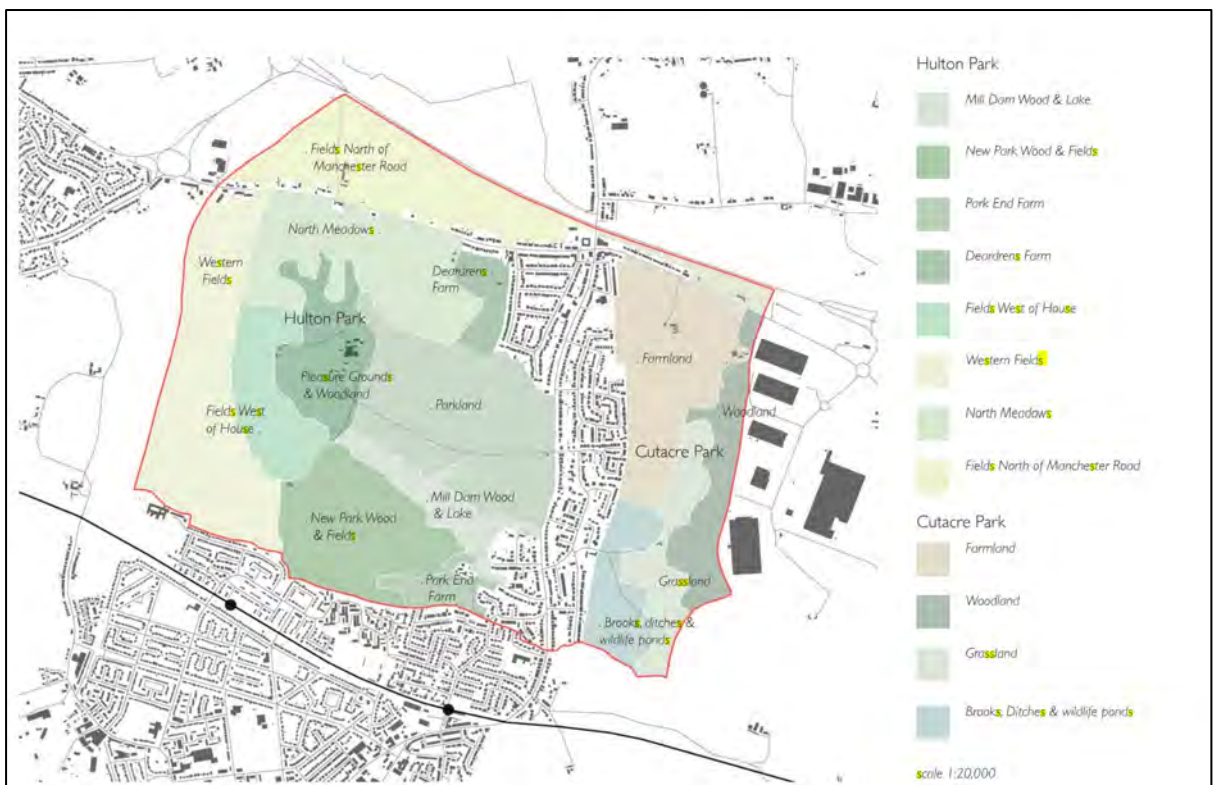 . Fields North of
Manchester Road
North Meadows
Western
Fields
Deardrens
Farm
Hulton Park
. Farmland
Pleasure Grounds
& Woodland
. Parkland
. Woodland
Fields West
of House .
Cutacre Park
. Mill Dam Wood
& Lake
New Park Wood
& Fields
. Park End
Farm
Grassland
. Brooks, ditches &
wildlife ponds
Hulton Park
Mill Dam Wood & Lake
New Park Wood & Fields
Park End Farm
Deardrens Farm
Fields West of House
Western Fields
North Meadows
Fields North of Manchester Road
Cutacre Park
Farmland
Woodland
Grassland
Brooks, Ditches & wildlife ponds
scale 1:20,000